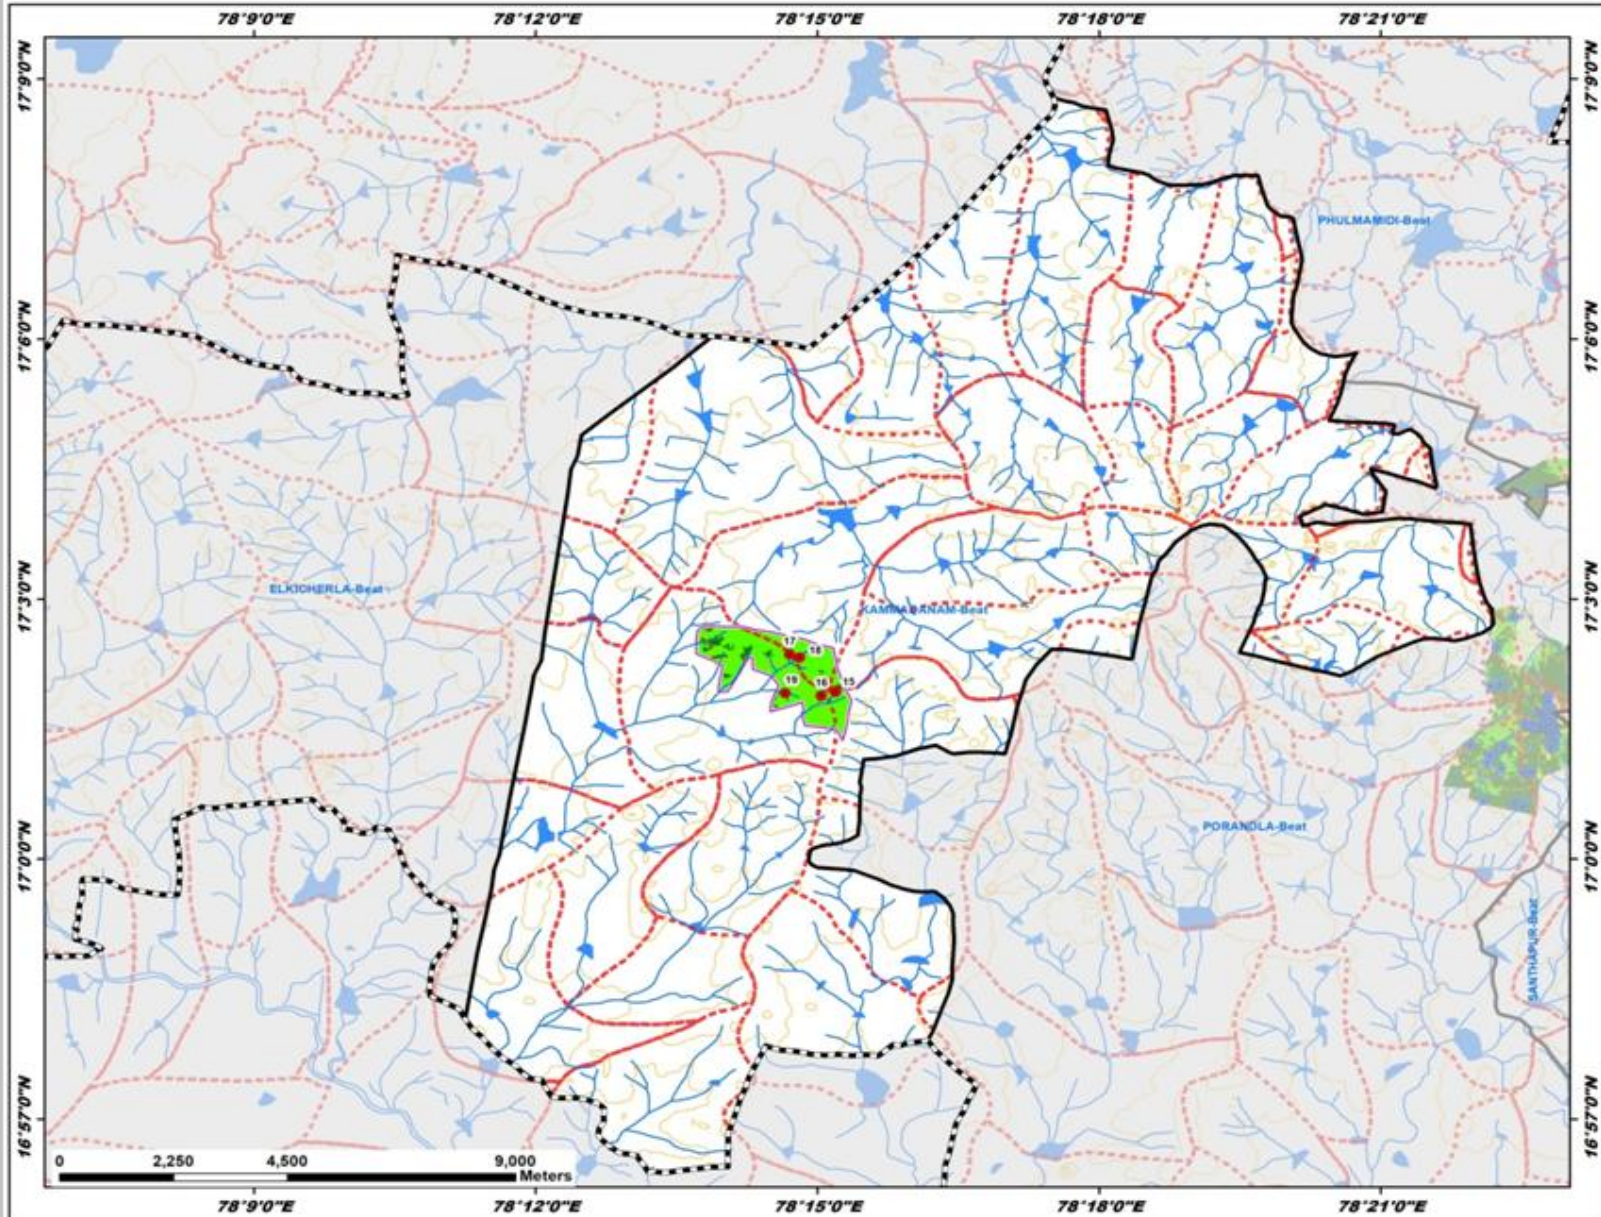 78°9'0"E 78°12'0"E 78°15'0"E 78°18'0"E 78°21'0"E
17°9'0"N 17°9'0"N
PHULMAMIDI-Beat
17°6'0"N 17°6'0"N
ELKICHERLA-Beat
17°3'0"N 17°3'0"N
KAMMADANAM-Beat
17
18
19 16 15
PORANDLA-Beat
17°0'0"N 17°0'0"N
SANTHAPUR-Beat
16°57'0"N 16°57'0"N
0 2,250 4,500 9,000
Meters
78°9'0"E 78°12'0"E 78°15'0"E 78°18'0"E 78°21'0"E